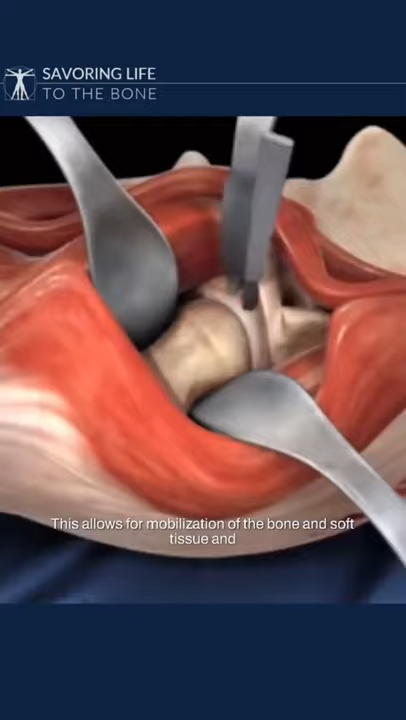 SAVORING LIFE
TO THE BONE
This allows for mobilization of the bone and soft
tissue and